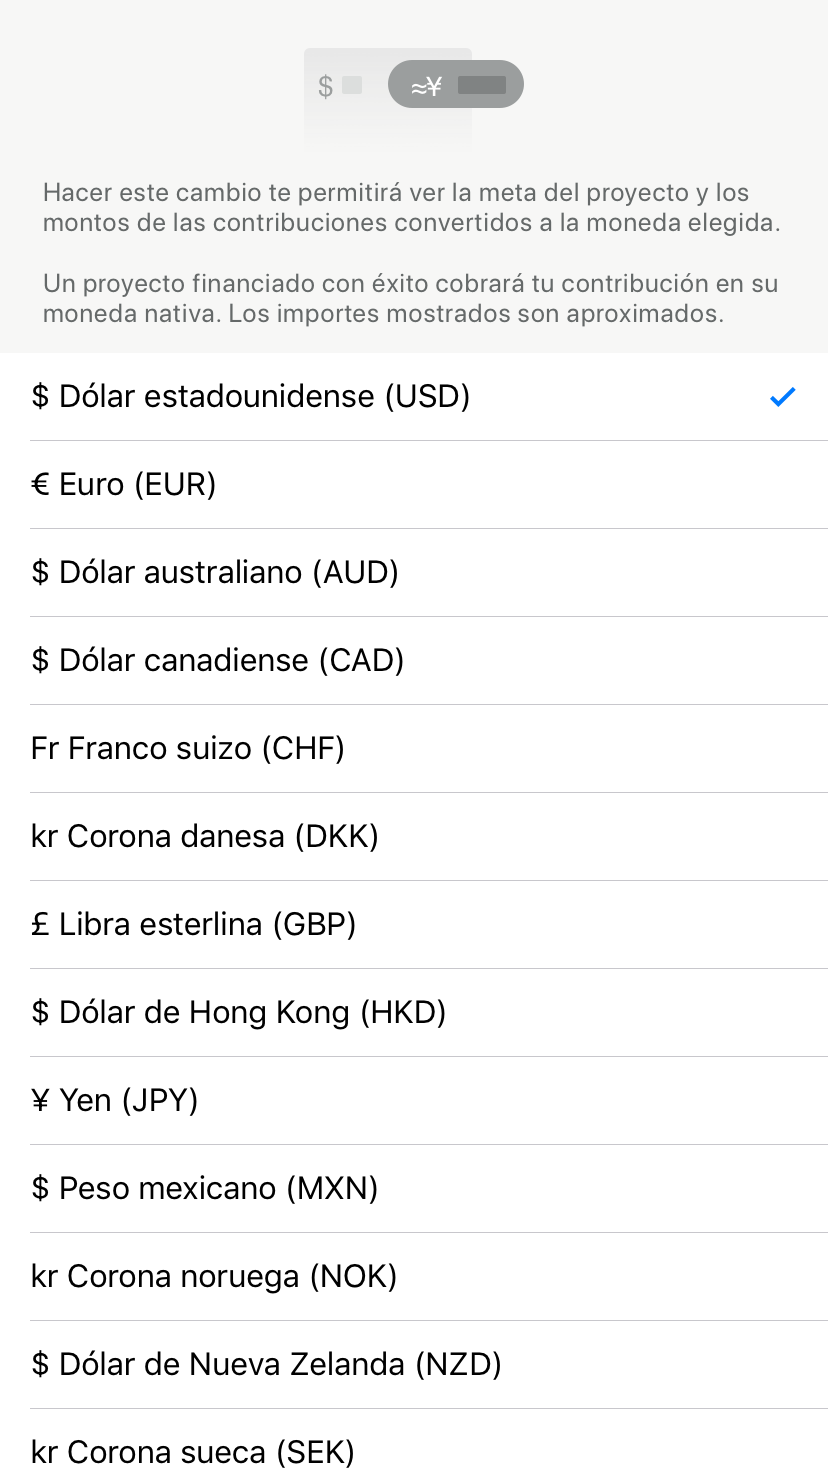 $ ≈¥
Hacer este cambio te permitirá ver la meta del proyecto y los
montos de las contribuciones convertidos a la moneda elegida.
Un proyecto financiado con éxito cobrará tu contribución en su
moneda nativa. Los importes mostrados son aproximados.
$ Dólar estadounidense (USD)
€ Euro (EUR)
$ Dólar australiano (AUD)
$ Dólar canadiense (CAD)
Fr Franco suizo (CHF)
kr Corona danesa (DKK)
£ Libra esterlina (GBP)
$ Dólar de Hong Kong (HKD)
¥ Yen (JPY)
$ Peso mexicano (MXN)
kr Corona noruega (NOK)
$ Dólar de Nueva Zelanda (NZD)
kr Corona sueca (SEK)